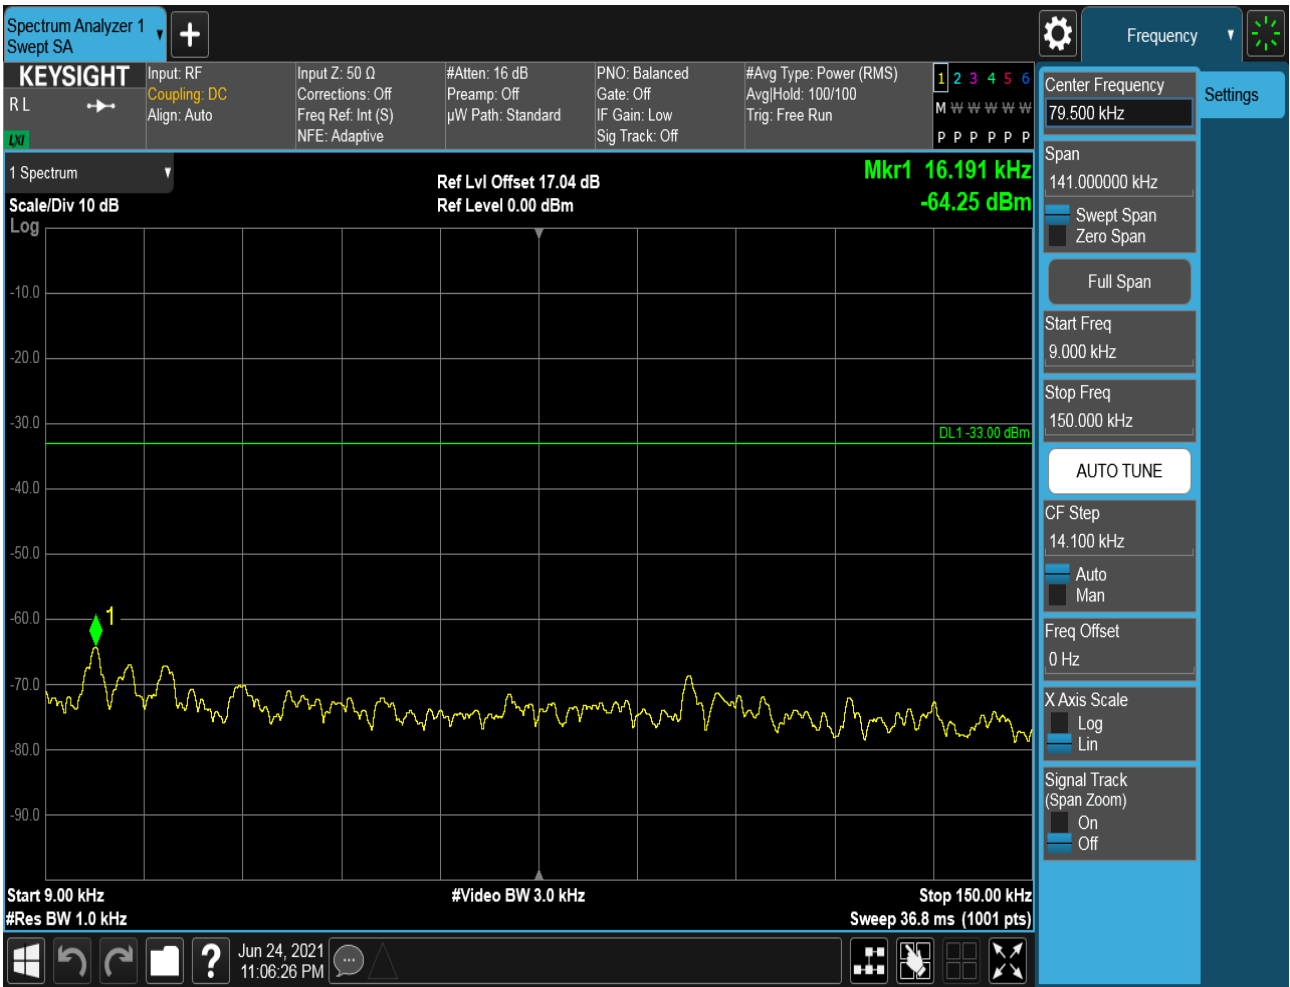 Spectrum Analyzer 1
Swept SA
Frequency
KEYSIGHT
R L
LXI
Input: RF
Coupling: DC
Align: Auto
Input Z: 50 Ω
Corrections: Off
Freq Ref: Int (S)
NFE: Adaptive
#Atten: 16 dB
Preamp: Off
µW Path: Standard
PNO: Balanced
Gate: Off
IF Gain: Low
Sig Track: Off
#Avg Type: Power (RMS)
Avg|Hold: 100/100
Trig: Free Run
1 2 3 4 5 6
M W W W W W
P P P P P P
1 Spectrum
Scale/Div 10 dB
Log
Ref Lvl Offset 17.04 dB
Ref Level 0.00 dBm
Mkr1 16.191 kHz
-64.25 dBm
-10.0
-20.0
-30.0
DL1 -33.00 dBm
-40.0
-50.0
-60.0
1
-70.0
-80.0
-90.0
Start 9.00 kHz
#Res BW 1.0 kHz
#Video BW 3.0 kHz
Stop 150.00 kHz
Sweep 36.8 ms (1001 pts)
Center Frequency
79.500 kHz
Settings
Span
141.000000 kHz
Swept Span
Zero Span
Full Span
Start Freq
9.000 kHz
Stop Freq
150.000 kHz
AUTO TUNE
CF Step
14.100 kHz
Auto
Man
Freq Offset
0 Hz
X Axis Scale
Log
Lin
Signal Track
(Span Zoom)
On
Off
?
Jun 24, 2021
11:06:26 PM